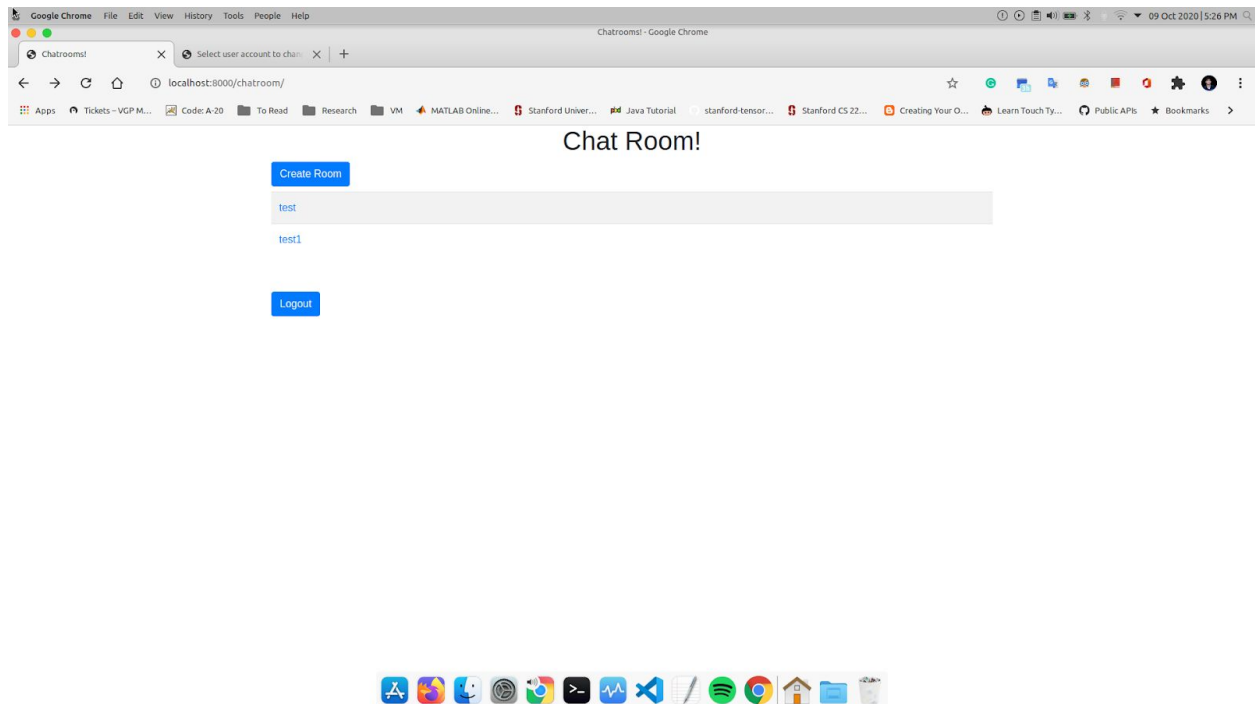 Google Chrome File Edit View History Tools People Help 09 Oct 2020|5:26 PM
Chatrooms! - Google Chrome
Chatrooms! Select user account to chan
localhost:8000/chatroom/
Apps Tickets – VGP M... Code: A-20 To Read Research VM MATLAB Online... Stanford Univer... Java Tutorial stanford-tensor... Stanford CS 22... Creating Your O... Learn Touch Ty... Public APIs Bookmarks
Chat Room!
Create Room
test
test1
Logout